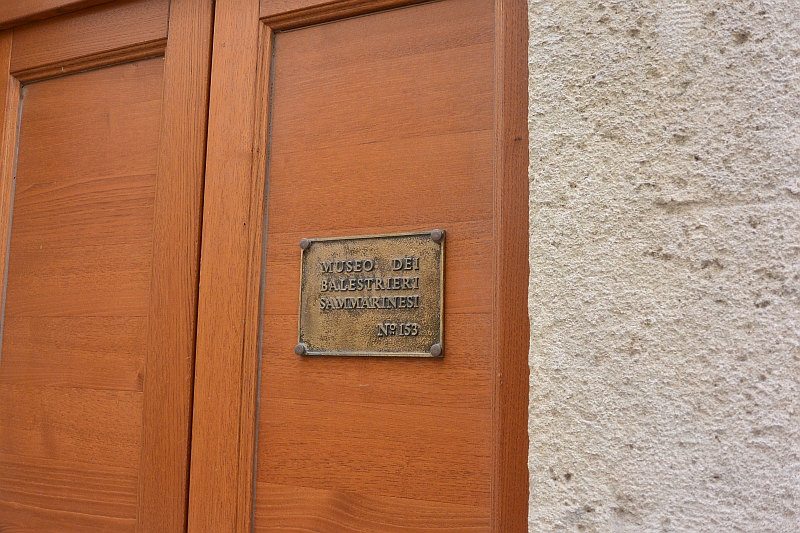 MUSEO DEI
BALESTRIERI
SAMMARINESI
Nº 153